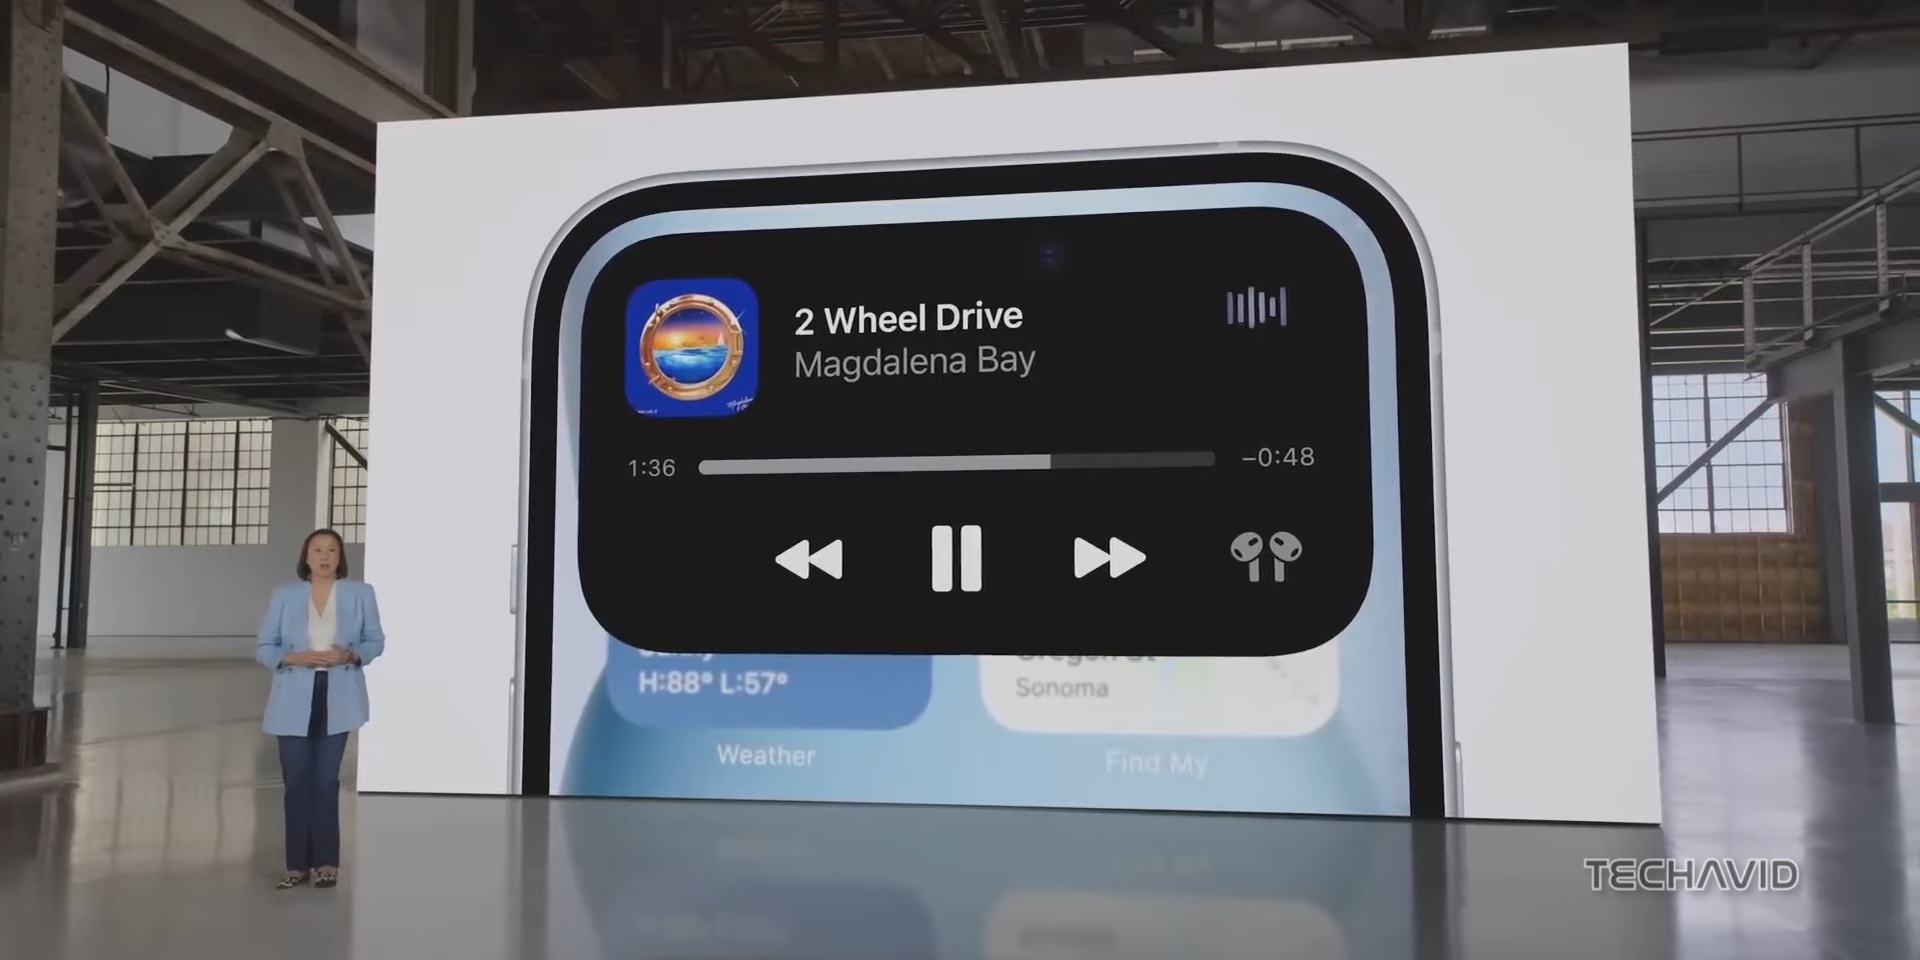 2 Wheel Drive
Magdalena Bay
1:36
−0:48
H:88° L:57°
Sonoma
Weather
Find My
TECHAVID